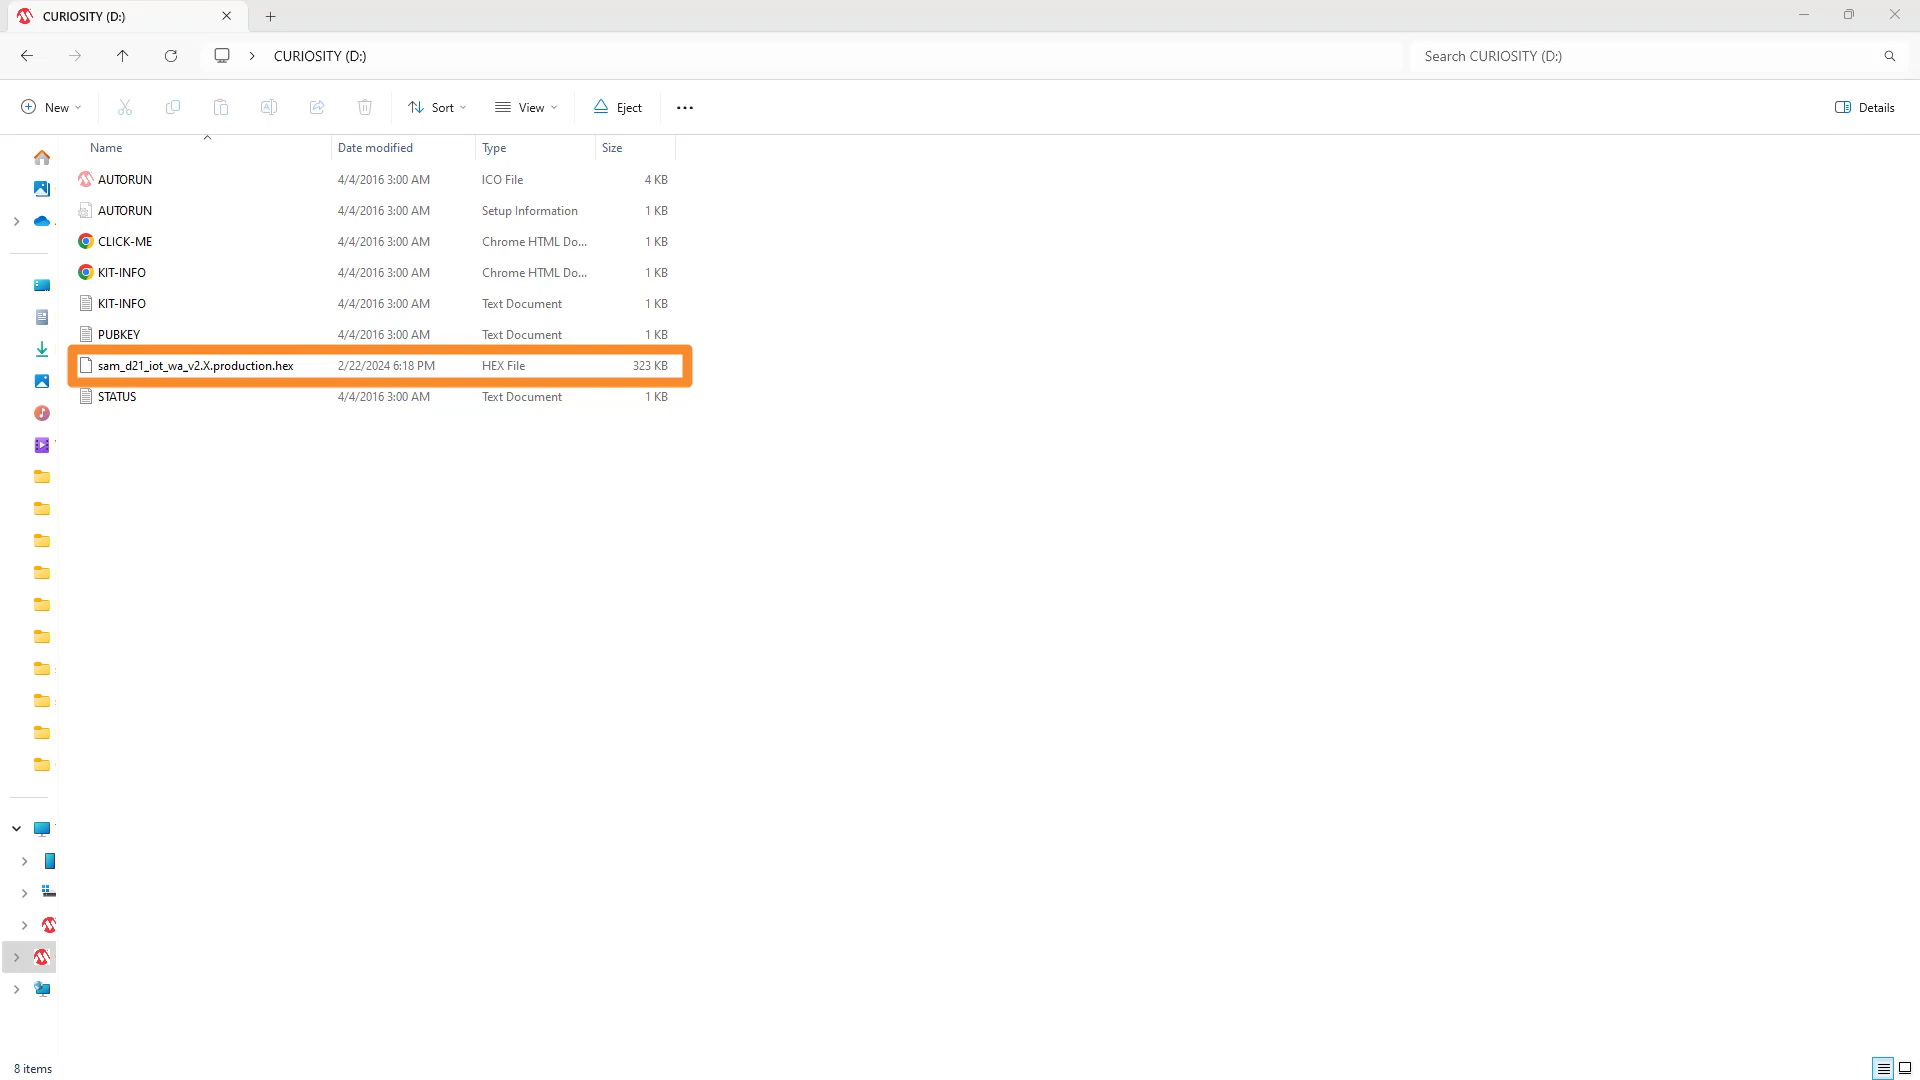 CURIOSITY (D:)
CURIOSITY (D:)
Search CURIOSITY (D:)
New
Sort
View
Eject
Details
Name Date modified Type Size
AUTORUN 4/4/2016 3:00 AM ICO File 4 KB
AUTORUN 4/4/2016 3:00 AM Setup Information 1 KB
CLICK-ME 4/4/2016 3:00 AM Chrome HTML Do... 1 KB
KIT-INFO 4/4/2016 3:00 AM Chrome HTML Do... 1 KB
KIT-INFO 4/4/2016 3:00 AM Text Document 1 KB
PUBKEY 4/4/2016 3:00 AM Text Document 1 KB
sam_d21_iot_wa_v2.X.production.hex 2/22/2024 6:18 PM HEX File 323 KB
STATUS 4/4/2016 3:00 AM Text Document 1 KB
8 items